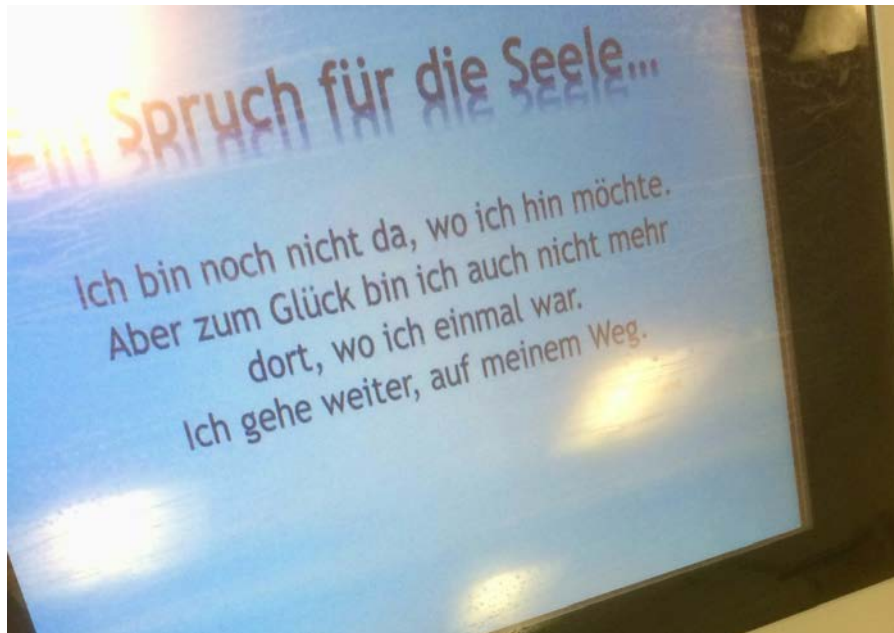 Ein Spruch für die Seele...
Ich bin noch nicht da, wo ich hin möchte.
Aber zum Glück bin ich auch nicht mehr
dort, wo ich einmal war.
Ich gehe weiter, auf meinem Weg.